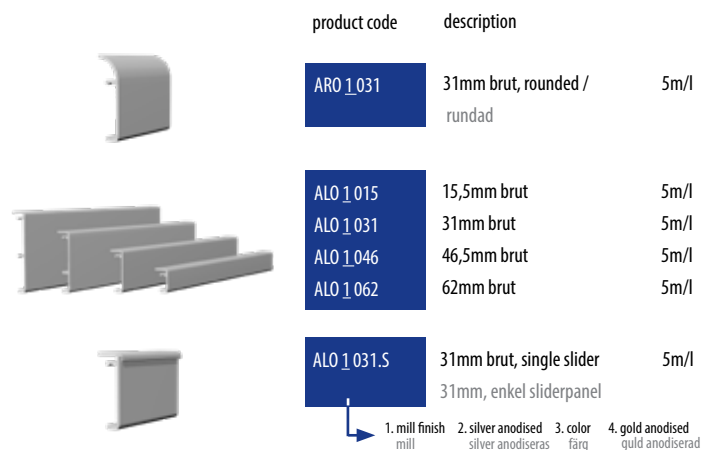 product code description
ARO 1 031 31mm brut, rounded / 5m/l
rundad
ALO 1 015 15,5mm brut 5m/l
ALO 1 031 31mm brut 5m/l
ALO 1 046 46,5mm brut 5m/l
ALO 1 062 62mm brut 5m/l
ALO 1 031.S 31mm brut, single slider 5m/l
31mm, enkel sliderpanel
1. mill finish 2. silver anodised 3. color 4. gold anodised
mill silver anodiseras färg guld anodiserad